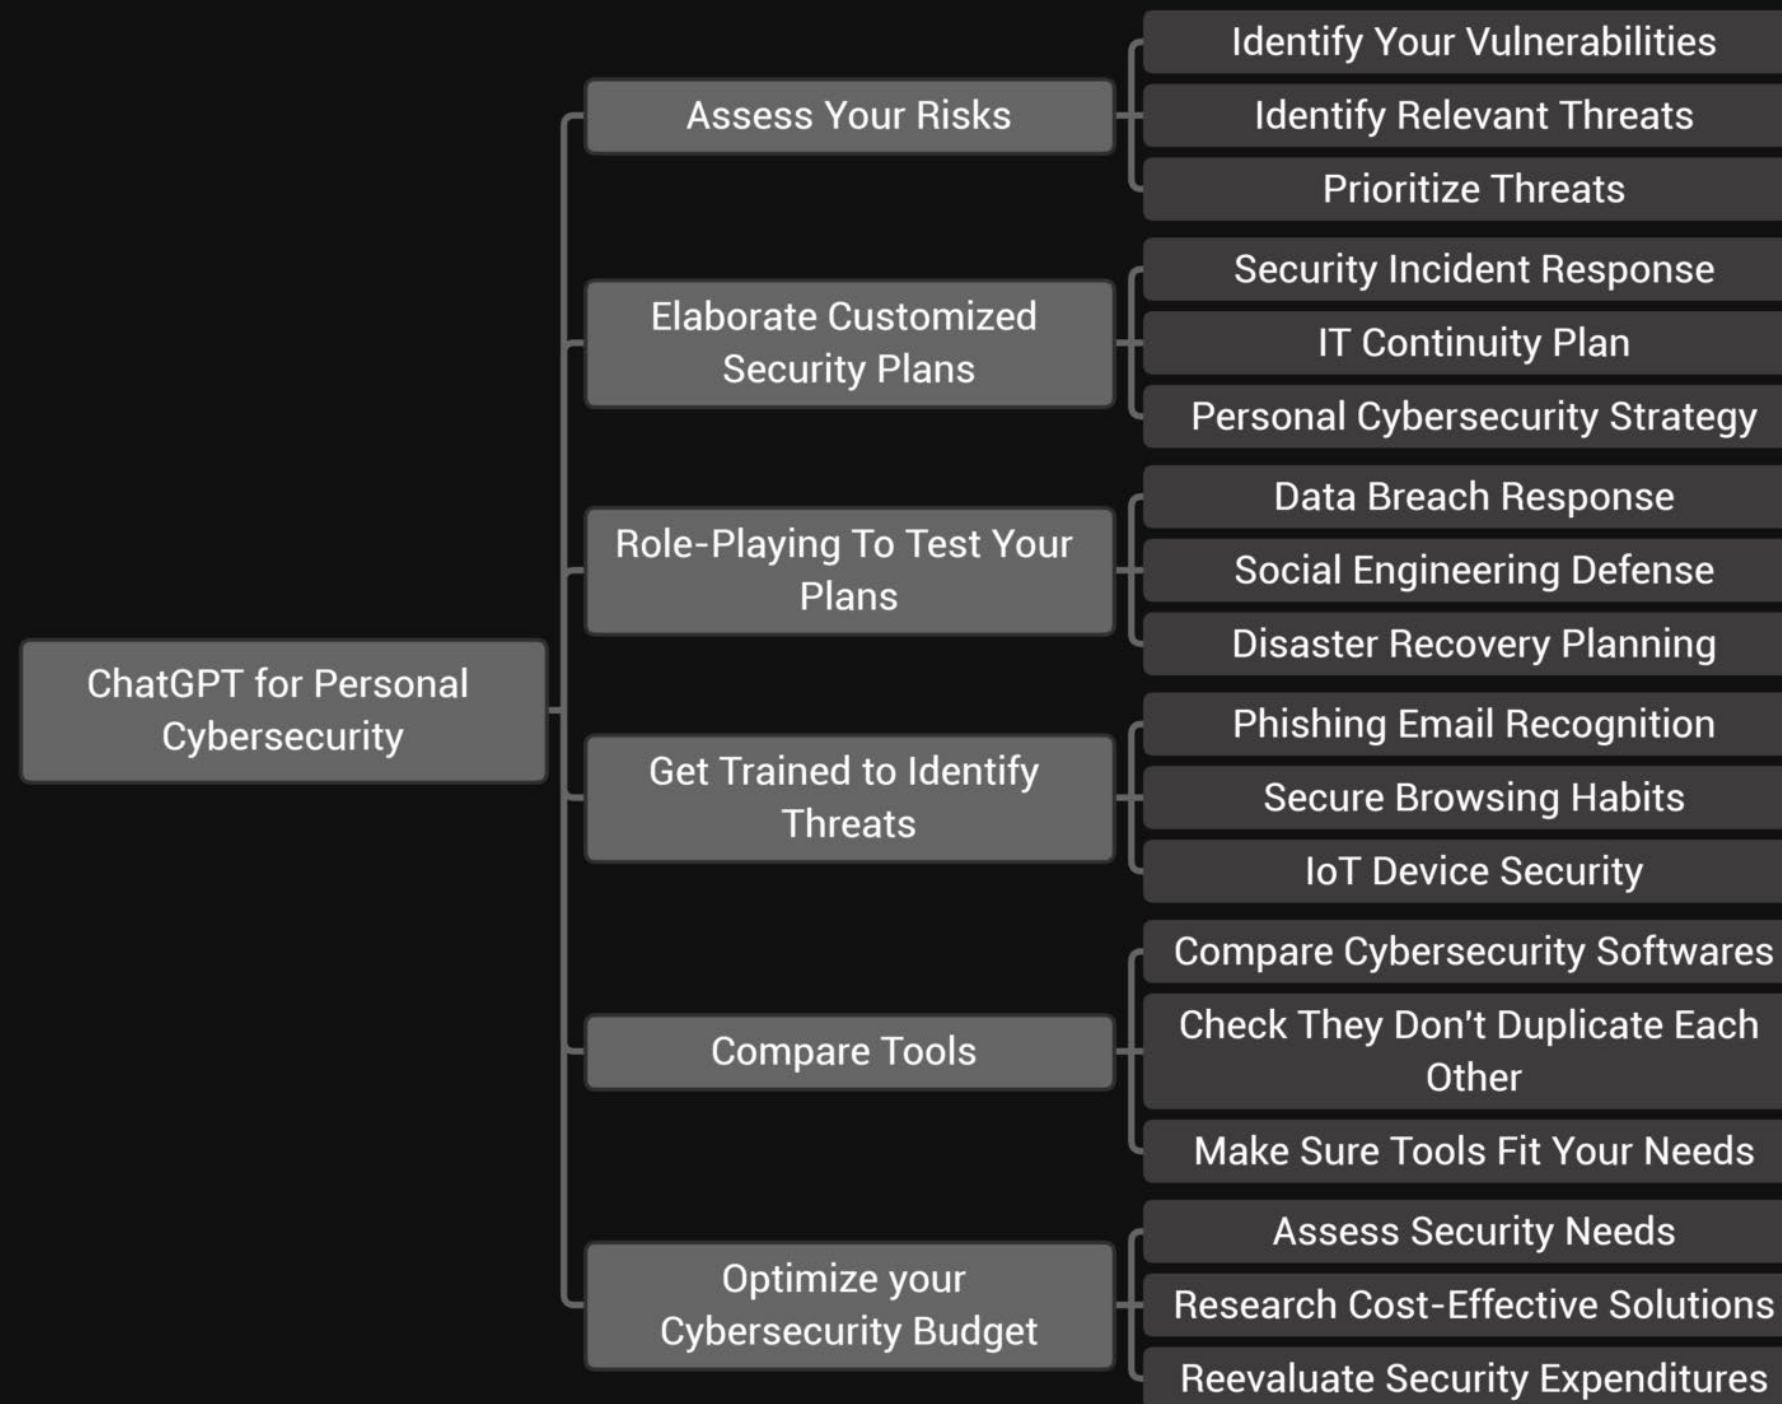 ChatGPT for Personal
Cybersecurity
Assess Your Risks
Identify Your Vulnerabilities
Identify Relevant Threats
Prioritize Threats
Elaborate Customized
Security Plans
Security Incident Response
IT Continuity Plan
Personal Cybersecurity Strategy
Role-Playing To Test Your
Plans
Data Breach Response
Social Engineering Defense
Disaster Recovery Planning
Get Trained to Identify
Threats
Phishing Email Recognition
Secure Browsing Habits
IoT Device Security
Compare Tools
Compare Cybersecurity Softwares
Check They Don't Duplicate Each
Other
Make Sure Tools Fit Your Needs
Optimize your
Cybersecurity Budget
Assess Security Needs
Research Cost-Effective Solutions
Reevaluate Security Expenditures